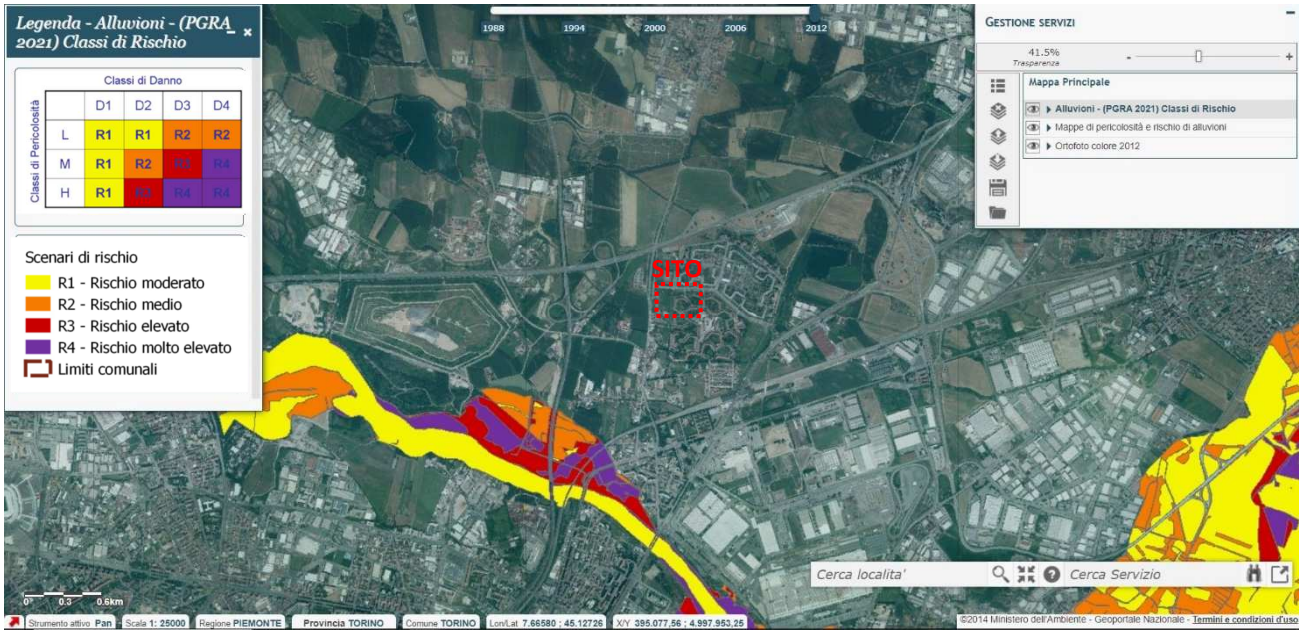 Legenda - Alluvioni - (PGRA
2021) Classi di Rischio
Classi di Danno
Classi di Pericolosità
D1 D2 D3 D4
L R1 R1 R2 R2
M R1 R2 R3 R4
H R1 R3 R4 R4
Scenari di rischio
R1 - Rischio moderato
R2 - Rischio medio
R3 - Rischio elevato
R4 - Rischio molto elevato
Limiti comunali
1988 1994 2000 2006 2012
SITO
GESTIONE SERVIZI
41.5%
Trasparenza
- +
Mappa Principale
Alluvioni - (PGRA 2021) Classi di Rischio
Mappe di pericolosità e rischio di alluvioni
Ortofoto colore 2012
Cerca localita'
Cerca Servizio
0 0.3 0.6km
Strumento attivo Pan Scala 1: 25000 Regione PIEMONTE Provincia TORINO Comune TORINO Lon/Lat 7.66580 ; 45.12726 X/Y 395.077,56 ; 4.997.953,25
©2014 Ministero dell'Ambiente - Geoportale Nazionale - Termini e condizioni d'uso